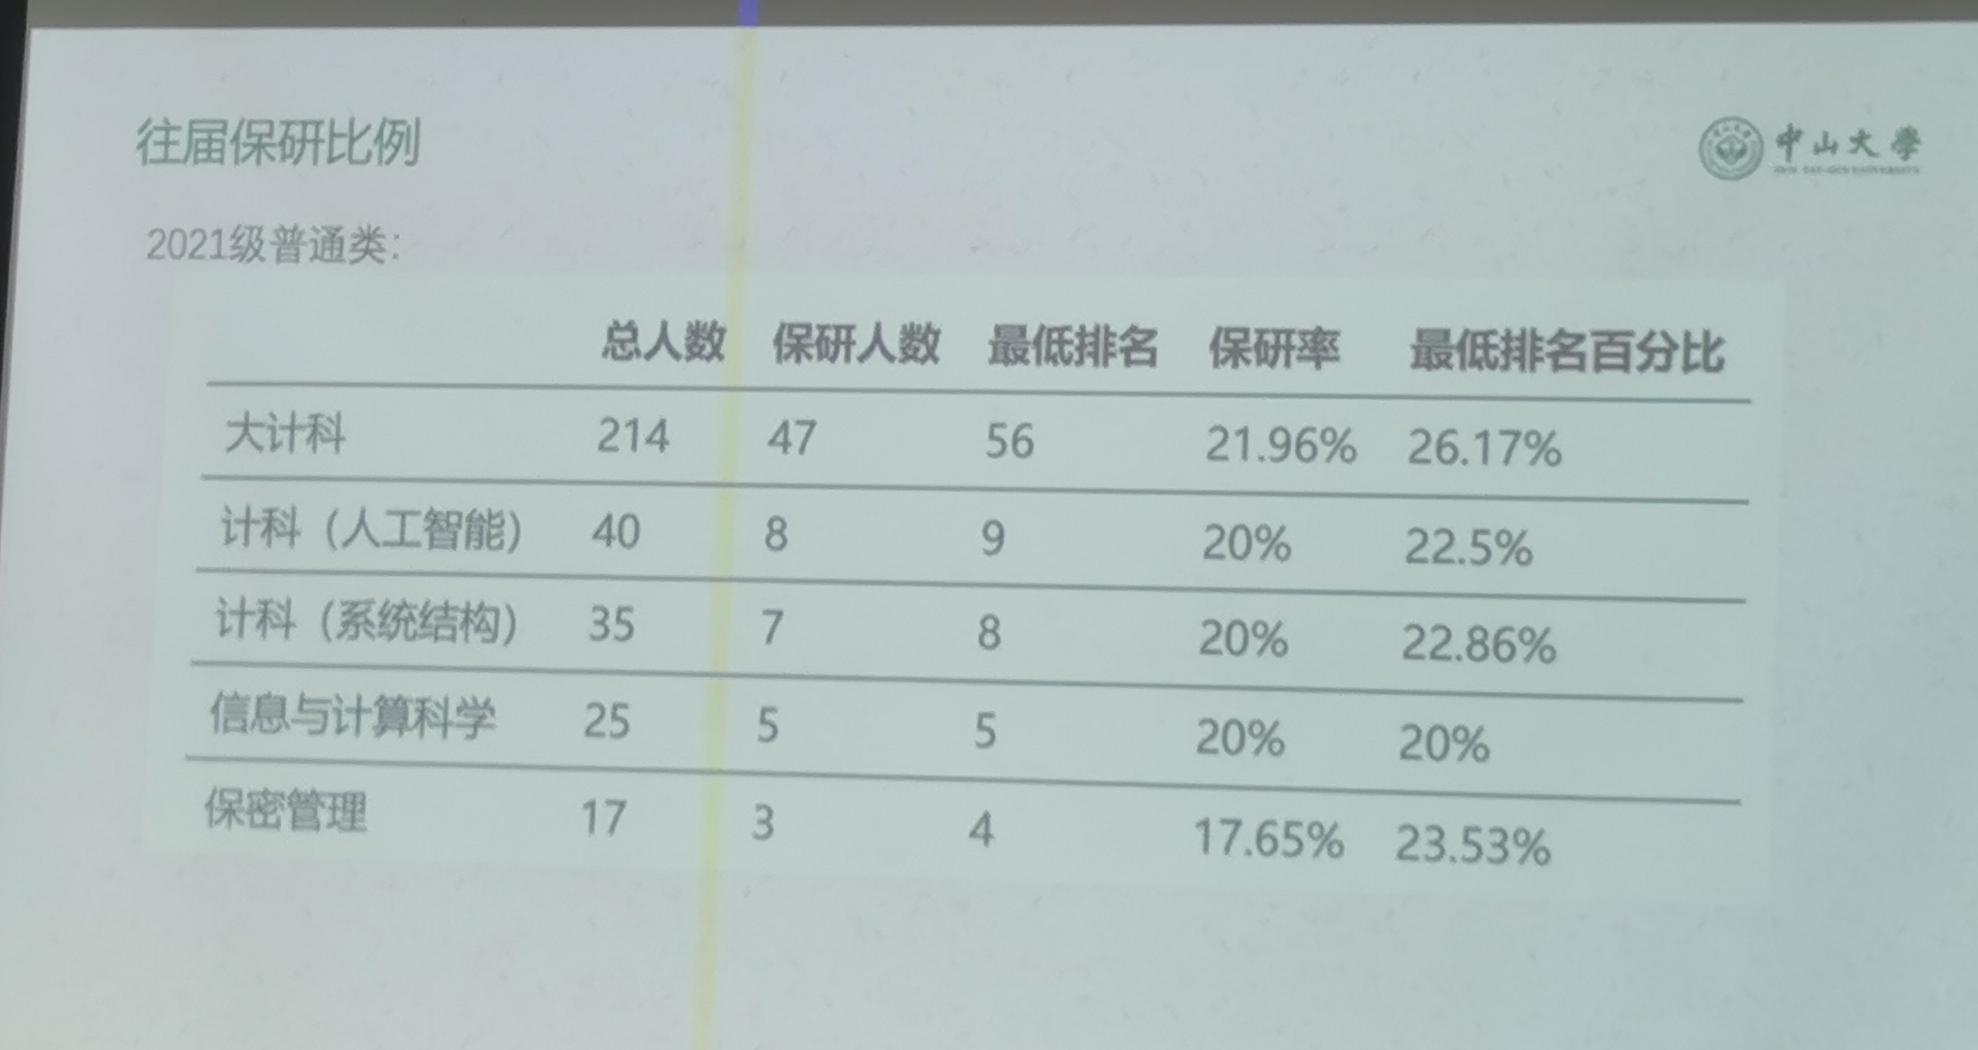 往届保研比例
中山大學
2021级普通类:
总人数 保研人数 最低排名 保研率 最低排名百分比
大计科 214 47 56 21.96% 26.17%
计科（人工智能） 40 8 9 20% 22.5%
计科（系统结构） 35 7 8 20% 22.86%
信息与计算科学 25 5 5 20% 20%
保密管理 17 3 4 17.65% 23.53%